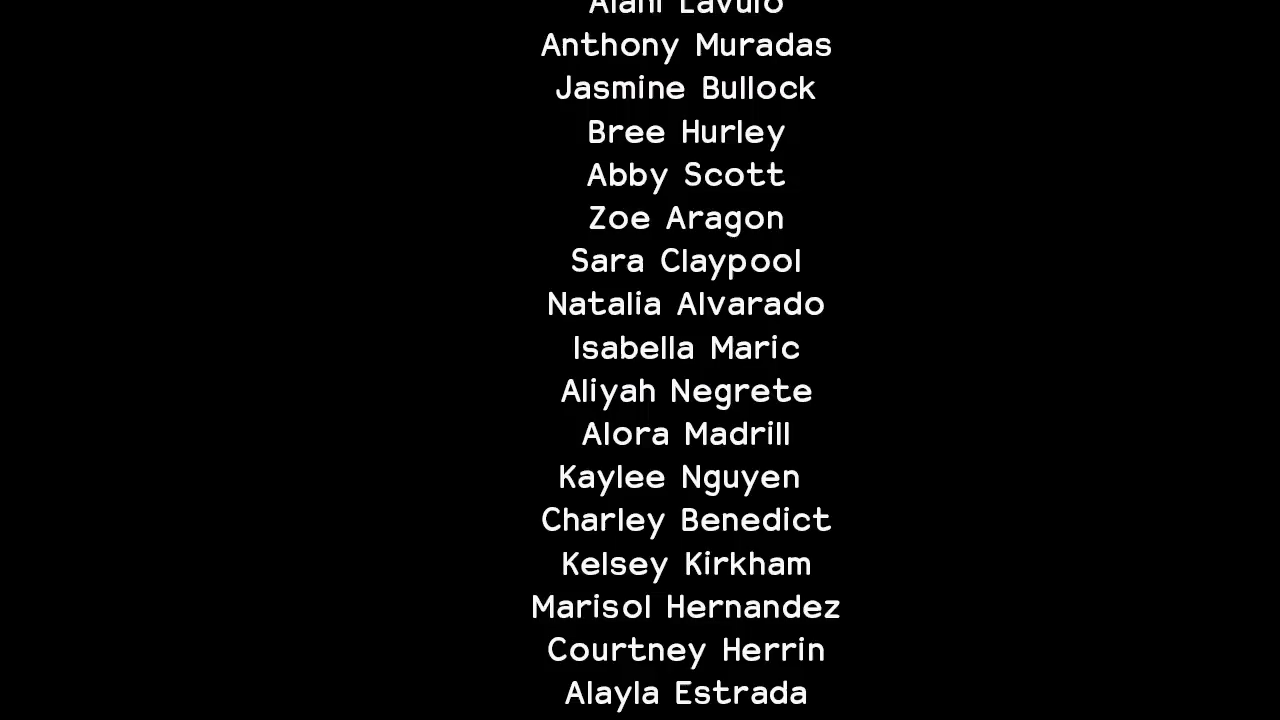 Anthony Muradas
Jasmine Bullock
Bree Hurley
Abby Scott
Zoe Aragon
Sara Claypool
Natalia Alvarado
Isabella Maric
Aliyah Negrete
Alora Madrill
Kaylee Nguyen
Charley Benedict
Kelsey Kirkham
Marisol Hernandez
Courtney Herrin
Alayla Estrada